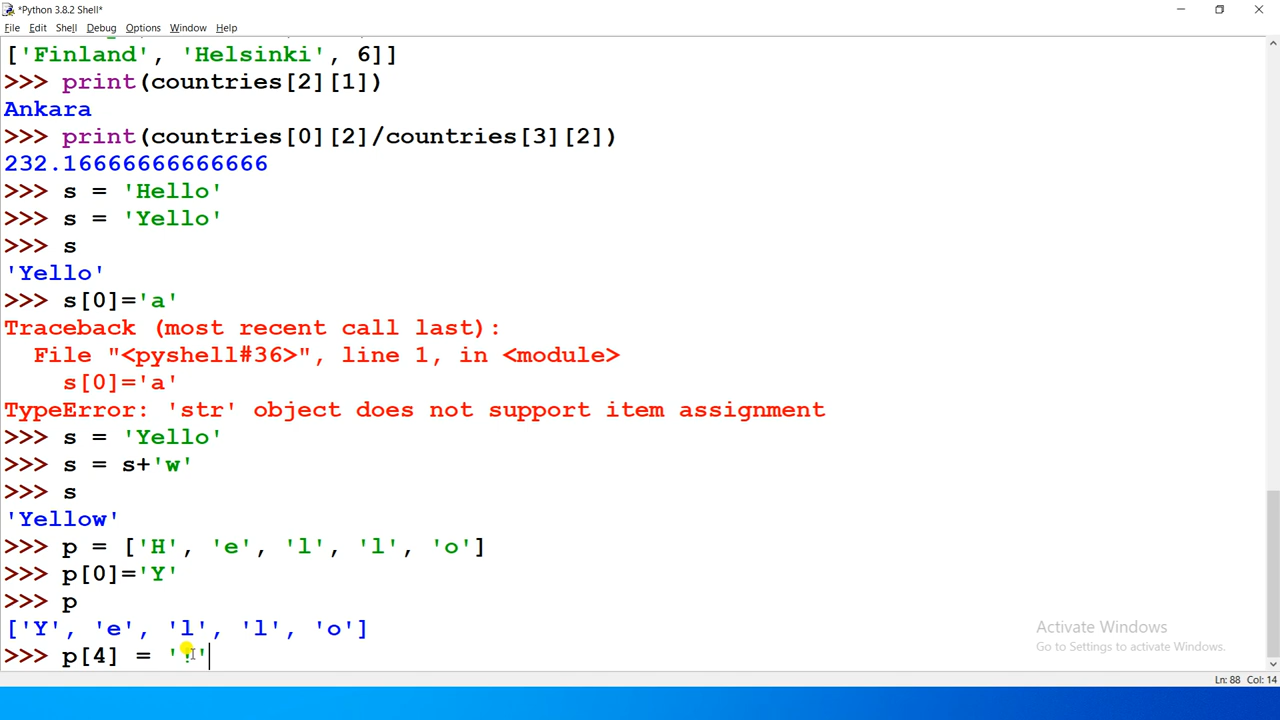 *Python 3.8.2 Shell*
File Edit Shell Debug Options Window Help
['Finland', 'Helsinki', 6]]
>>> print(countries[2][1])
Ankara
>>> print(countries[0][2]/countries[3][2])
232.16666666666666
>>> s = 'Hello'
>>> s = 'Yello'
>>> s
'Yello'
>>> s[0]='a'
Traceback (most recent call last):
  File "<pyshell#36>", line 1, in <module>
    s[0]='a'
TypeError: 'str' object does not support item assignment
>>> s = 'Yello'
>>> s = s+'w'
>>> s
'Yellow'
>>> p = ['H', 'e', 'l', 'l', 'o']
>>> p[0]='Y'
>>> p
['Y', 'e', 'l', 'l', 'o']
>>> p[4] = '!'
Activate Windows
Go to Settings to activate Windows.
Ln: 88 Col: 14